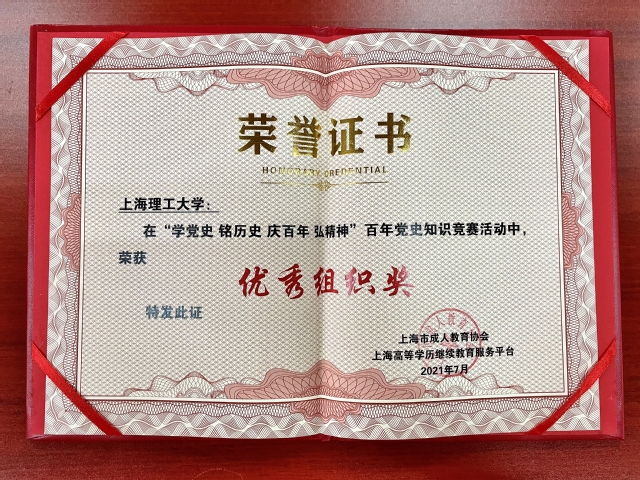 荣誉证书
HONORARY CREDENTIAL
上海理工大学：
在“学党史 铭历史 庆百年 弘精神”百年党史知识竞赛活动中，
荣获
优秀组织奖
特发此证
上海市成人教育协会
上海高等学历继续教育服务平台
2021年7月